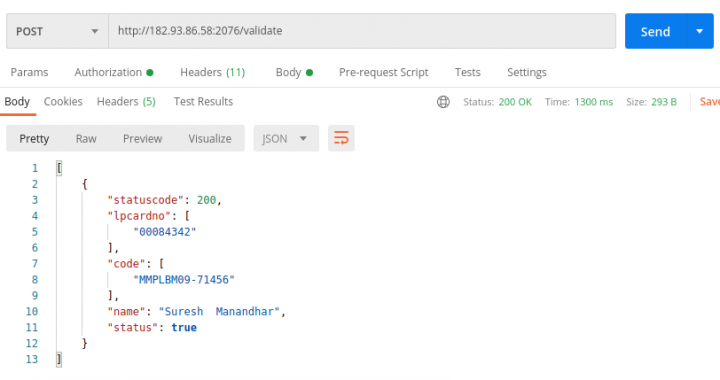 POST http://182.93.86.58:2076/validate Send
Params Authorization Headers (11) Body Pre-request Script Tests Settings
Body Cookies Headers (5) Test Results Status: 200 OK Time: 1300 ms Size: 293 B Save
Pretty Raw Preview Visualize JSON
1 [
2 {
3 "statuscode": 200,
4 "lpcardno": [
5 "00084342"
6 ],
7 "code": [
8 "MMPLBM09-71456"
9 ],
10 "name": "Suresh  Manandhar",
11 "status": true
12 }
13 ]